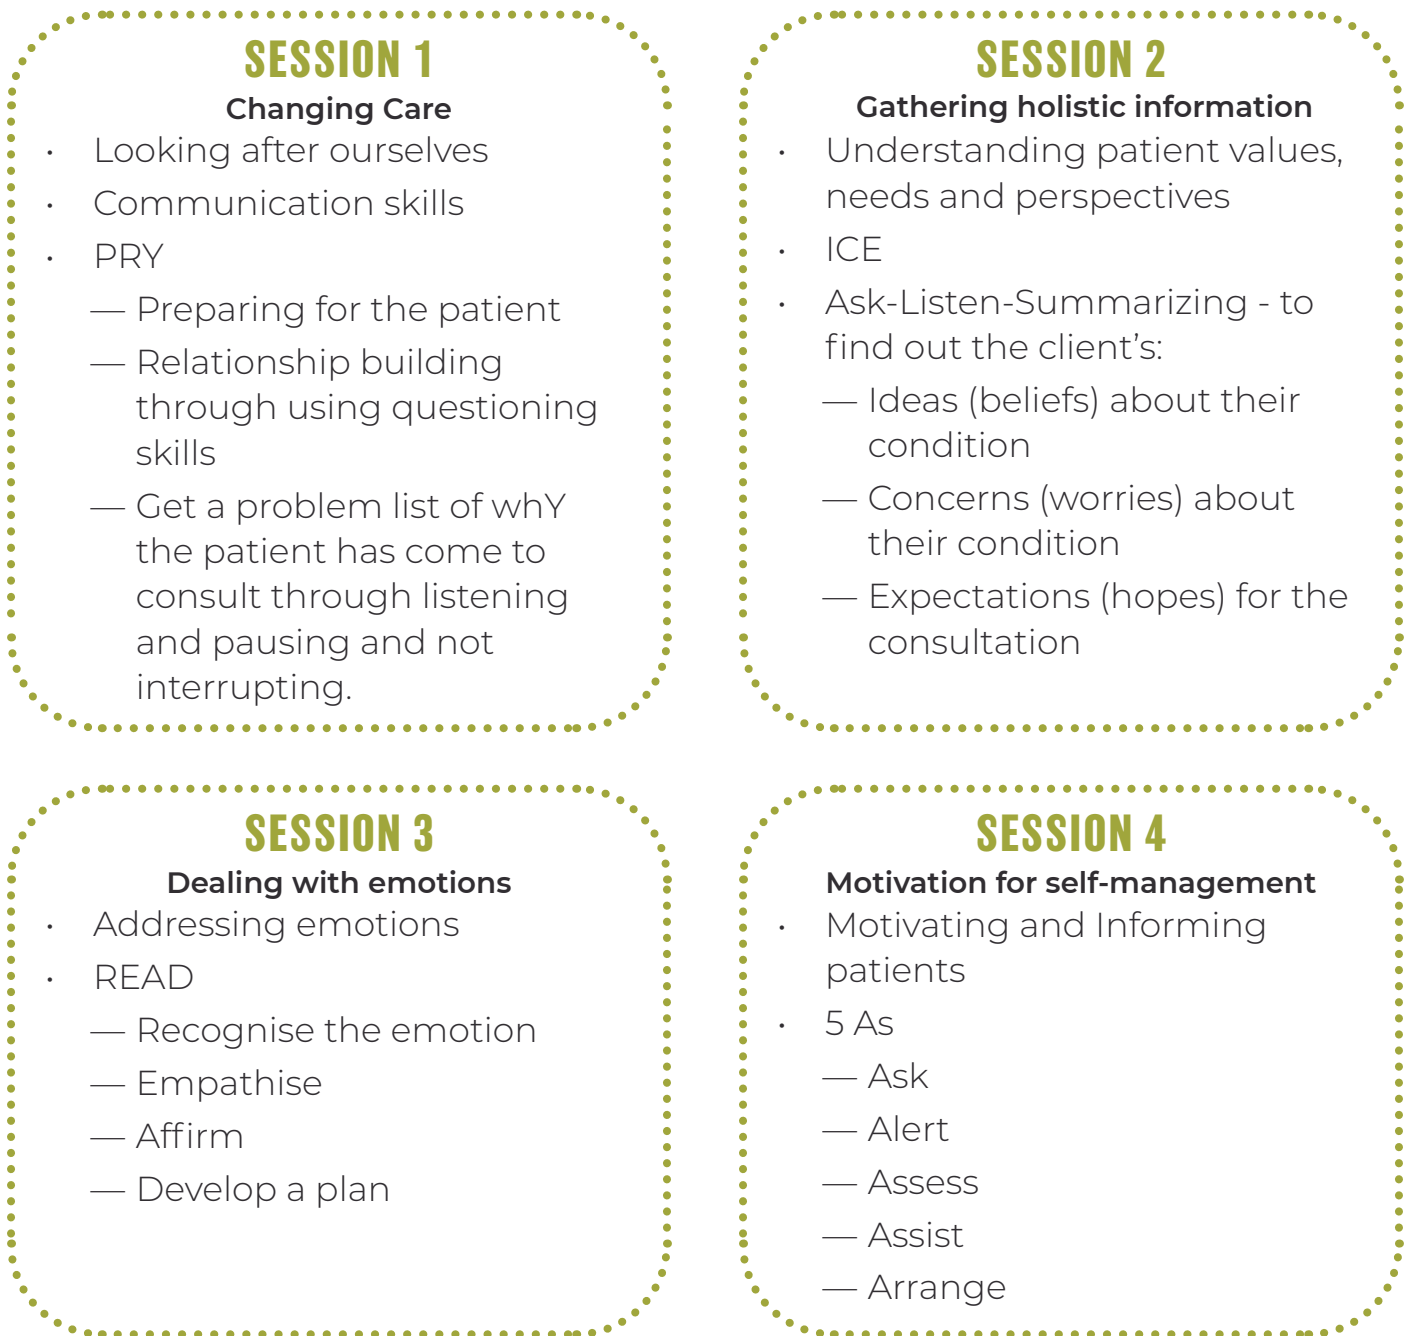 SESSION 1
Changing Care
· Looking after ourselves
· Communication skills
· PRY
— Preparing for the patient
— Relationship building
through using questioning
skills
— Get a problem list of whY
the patient has come to
consult through listening
and pausing and not
interrupting.
SESSION 2
Gathering holistic information
· Understanding patient values,
needs and perspectives
· ICE
· Ask-Listen-Summarizing - to
find out the client’s:
— Ideas (beliefs) about their
condition
— Concerns (worries) about
their condition
— Expectations (hopes) for the
consultation
SESSION 3
Dealing with emotions
· Addressing emotions
· READ
— Recognise the emotion
— Empathise
— Affirm
— Develop a plan
SESSION 4
Motivation for self-management
· Motivating and Informing
patients
· 5 As
— Ask
— Alert
— Assess
— Assist
— Arrange